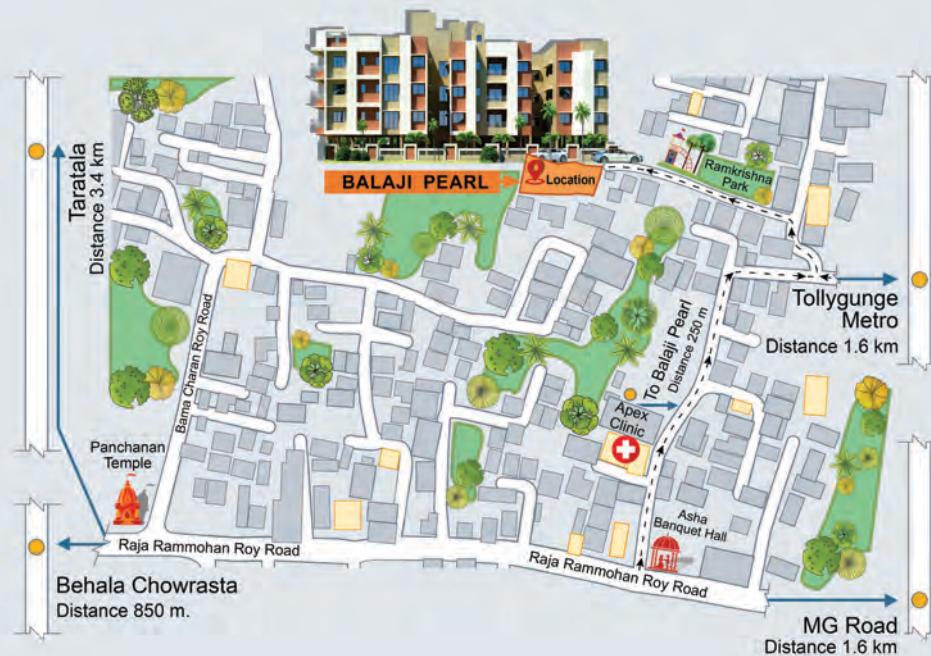 BALAJI PEARL
Location
Ramkrishna
Park
Taratala
Distance 3.4 km
Tollygunge
Metro
Distance 1.6 km
To Balaji Pearl
Distance 250 m
Bama Charan Roy Road
Apex
Clinic
Panchanan
Temple
Asha
Banquet Hall
Raja Rammohan Roy Road
Raja Rammohan Roy Road
Behala Chowrasta
Distance 850 m.
MG Road
Distance 1.6 km